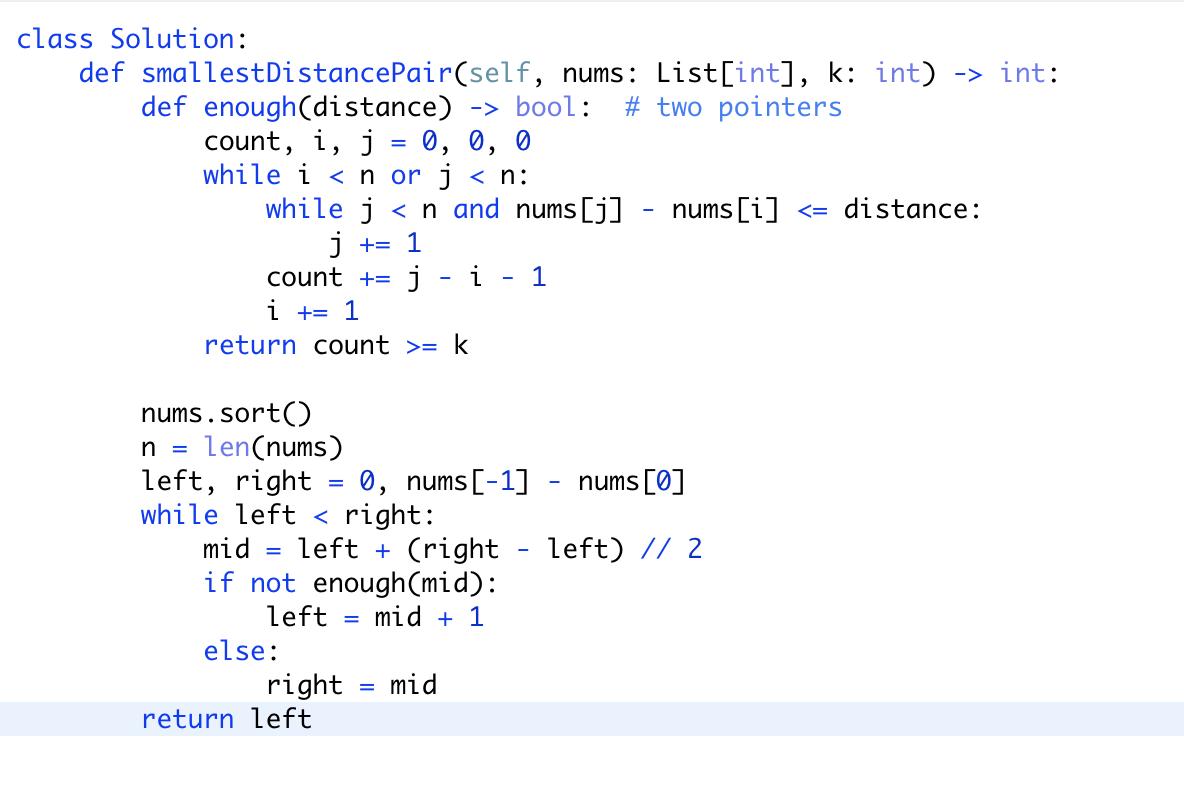 class Solution:
    def smallestDistancePair(self, nums: List[int], k: int) -> int:
        def enough(distance) -> bool:  # two pointers
            count, i, j = 0, 0, 0
            while i < n or j < n:
                while j < n and nums[j] - nums[i] <= distance:
                    j += 1
                count += j - i - 1
                i += 1
            return count >= k

        nums.sort()
        n = len(nums)
        left, right = 0, nums[-1] - nums[0]
        while left < right:
            mid = left + (right - left) // 2
            if not enough(mid):
                left = mid + 1
            else:
                right = mid
        return left